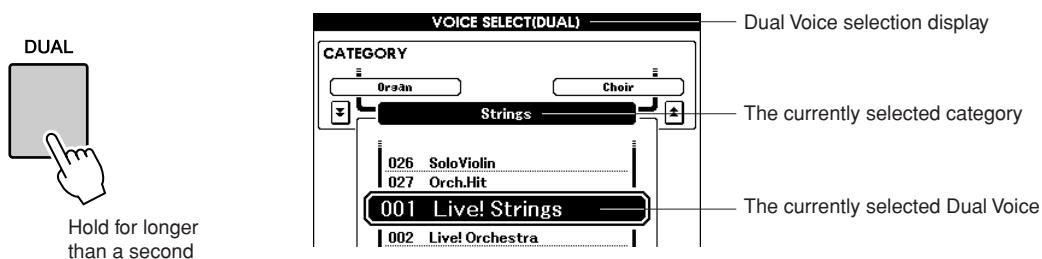 DUAL
Hold for longer
than a second
VOICE SELECT(DUAL)
CATEGORY
Organ
Choir
Strings
026 SoloViolin
027 Orch.Hit
001 Live! Strings
002 Live! Orchestra
Dual Voice selection display
The currently selected category
The currently selected Dual Voice